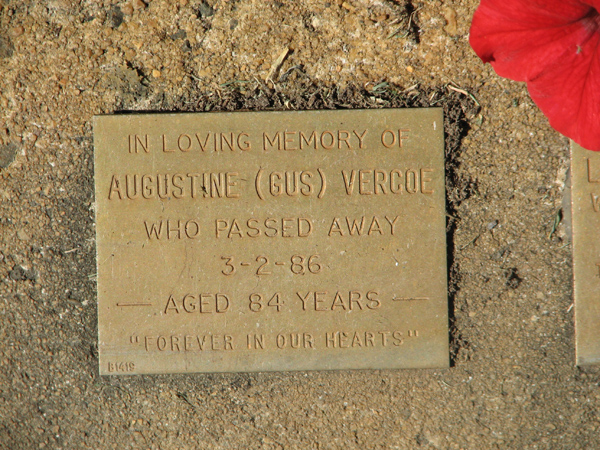 IN LOVING MEMORY OF
AUGUSTINE (GUS) VERCOE
WHO PASSED AWAY
3-2-86
— AGED 84 YEARS —
"FOREVER IN OUR HEARTS"
B1419